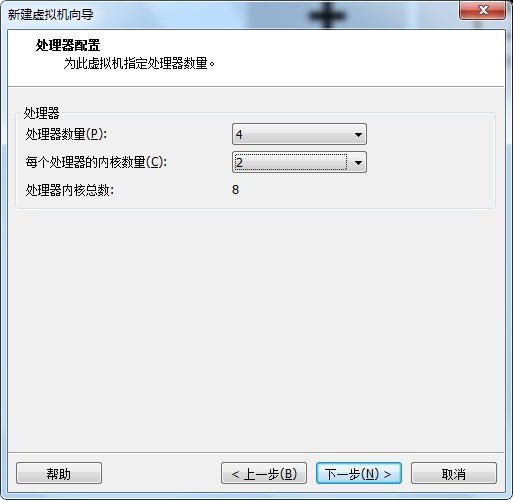 新建虚拟机向导
处理器配置
为此虚拟机指定处理器数量。
处理器
处理器数量(P): 4
每个处理器的内核数量(C): 2
处理器内核总数: 8
帮助 < 上一步(B) 下一步(N) > 取消